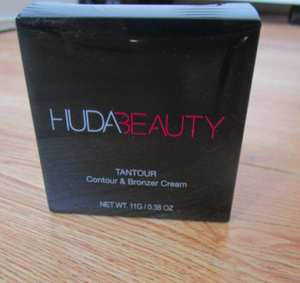 HUDABEAUTY
TANTOUR
Contour & Bronzer Cream
NET WT. 11G / 0.38 OZ